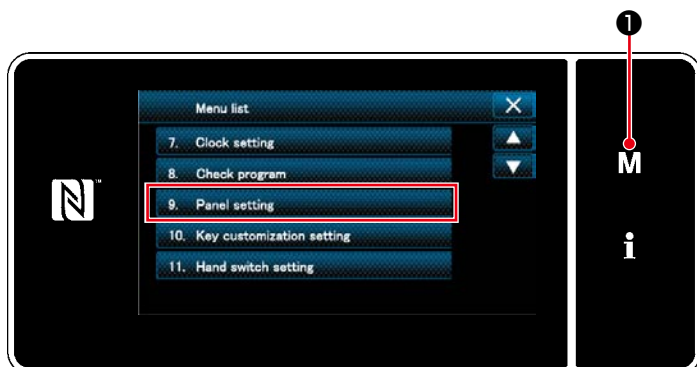 ❶
Menu list
7. Clock setting
8. Check program
9. Panel setting
10. Key customization setting
11. Hand switch setting
N™
M
i